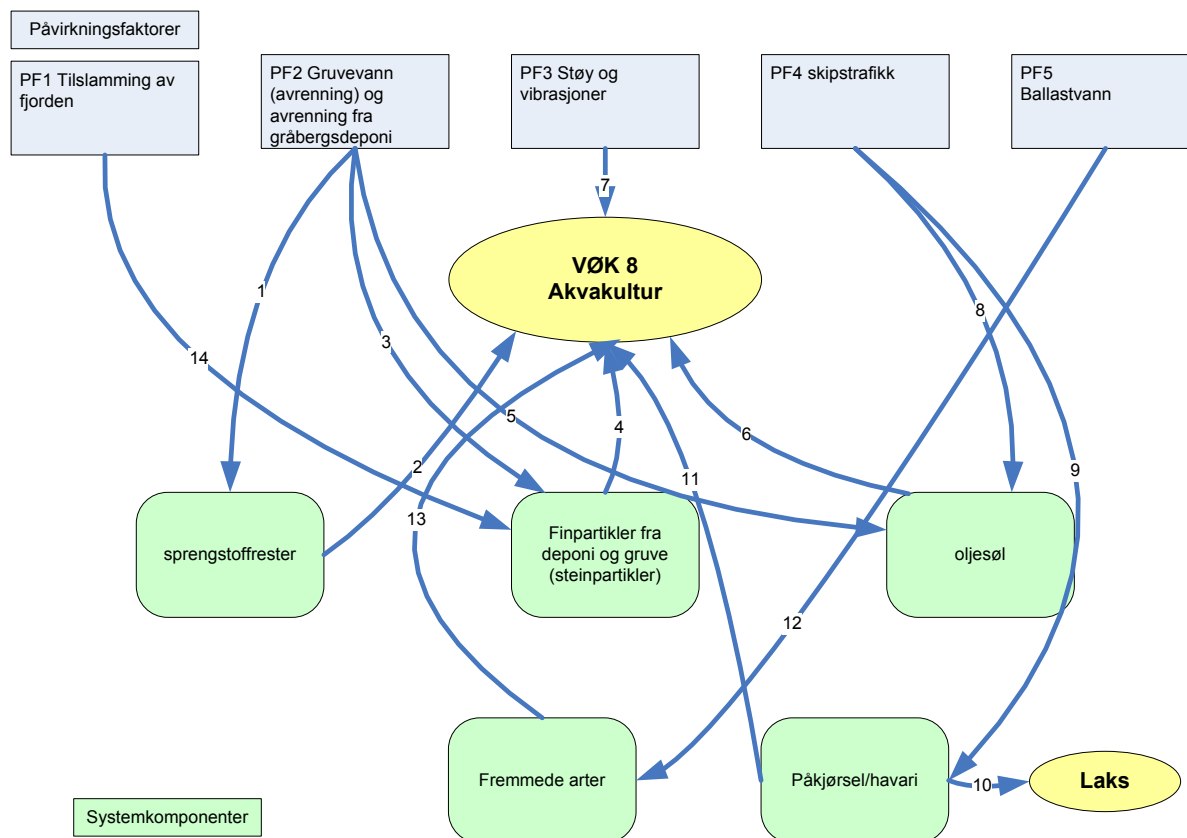 Påvirkningsfaktorer
PF1 Tilslamming av
fjorden
PF2 Gruvevann
(avrenning) og
avrenning fra
gråbergsdeponi
PF3 Støy og
vibrasjoner
PF4 skipstrafikk
PF5
Ballastvann
7
VØK 8
Akvakultur
1
3
8
14
5
4
6
2
11
9
13
sprengstoffrester
Finpartikler fra
deponi og gruve
(steinpartikler)
oljesøl
12
Fremmede arter
Påkjørsel/havari
10
Laks
Systemkomponenter